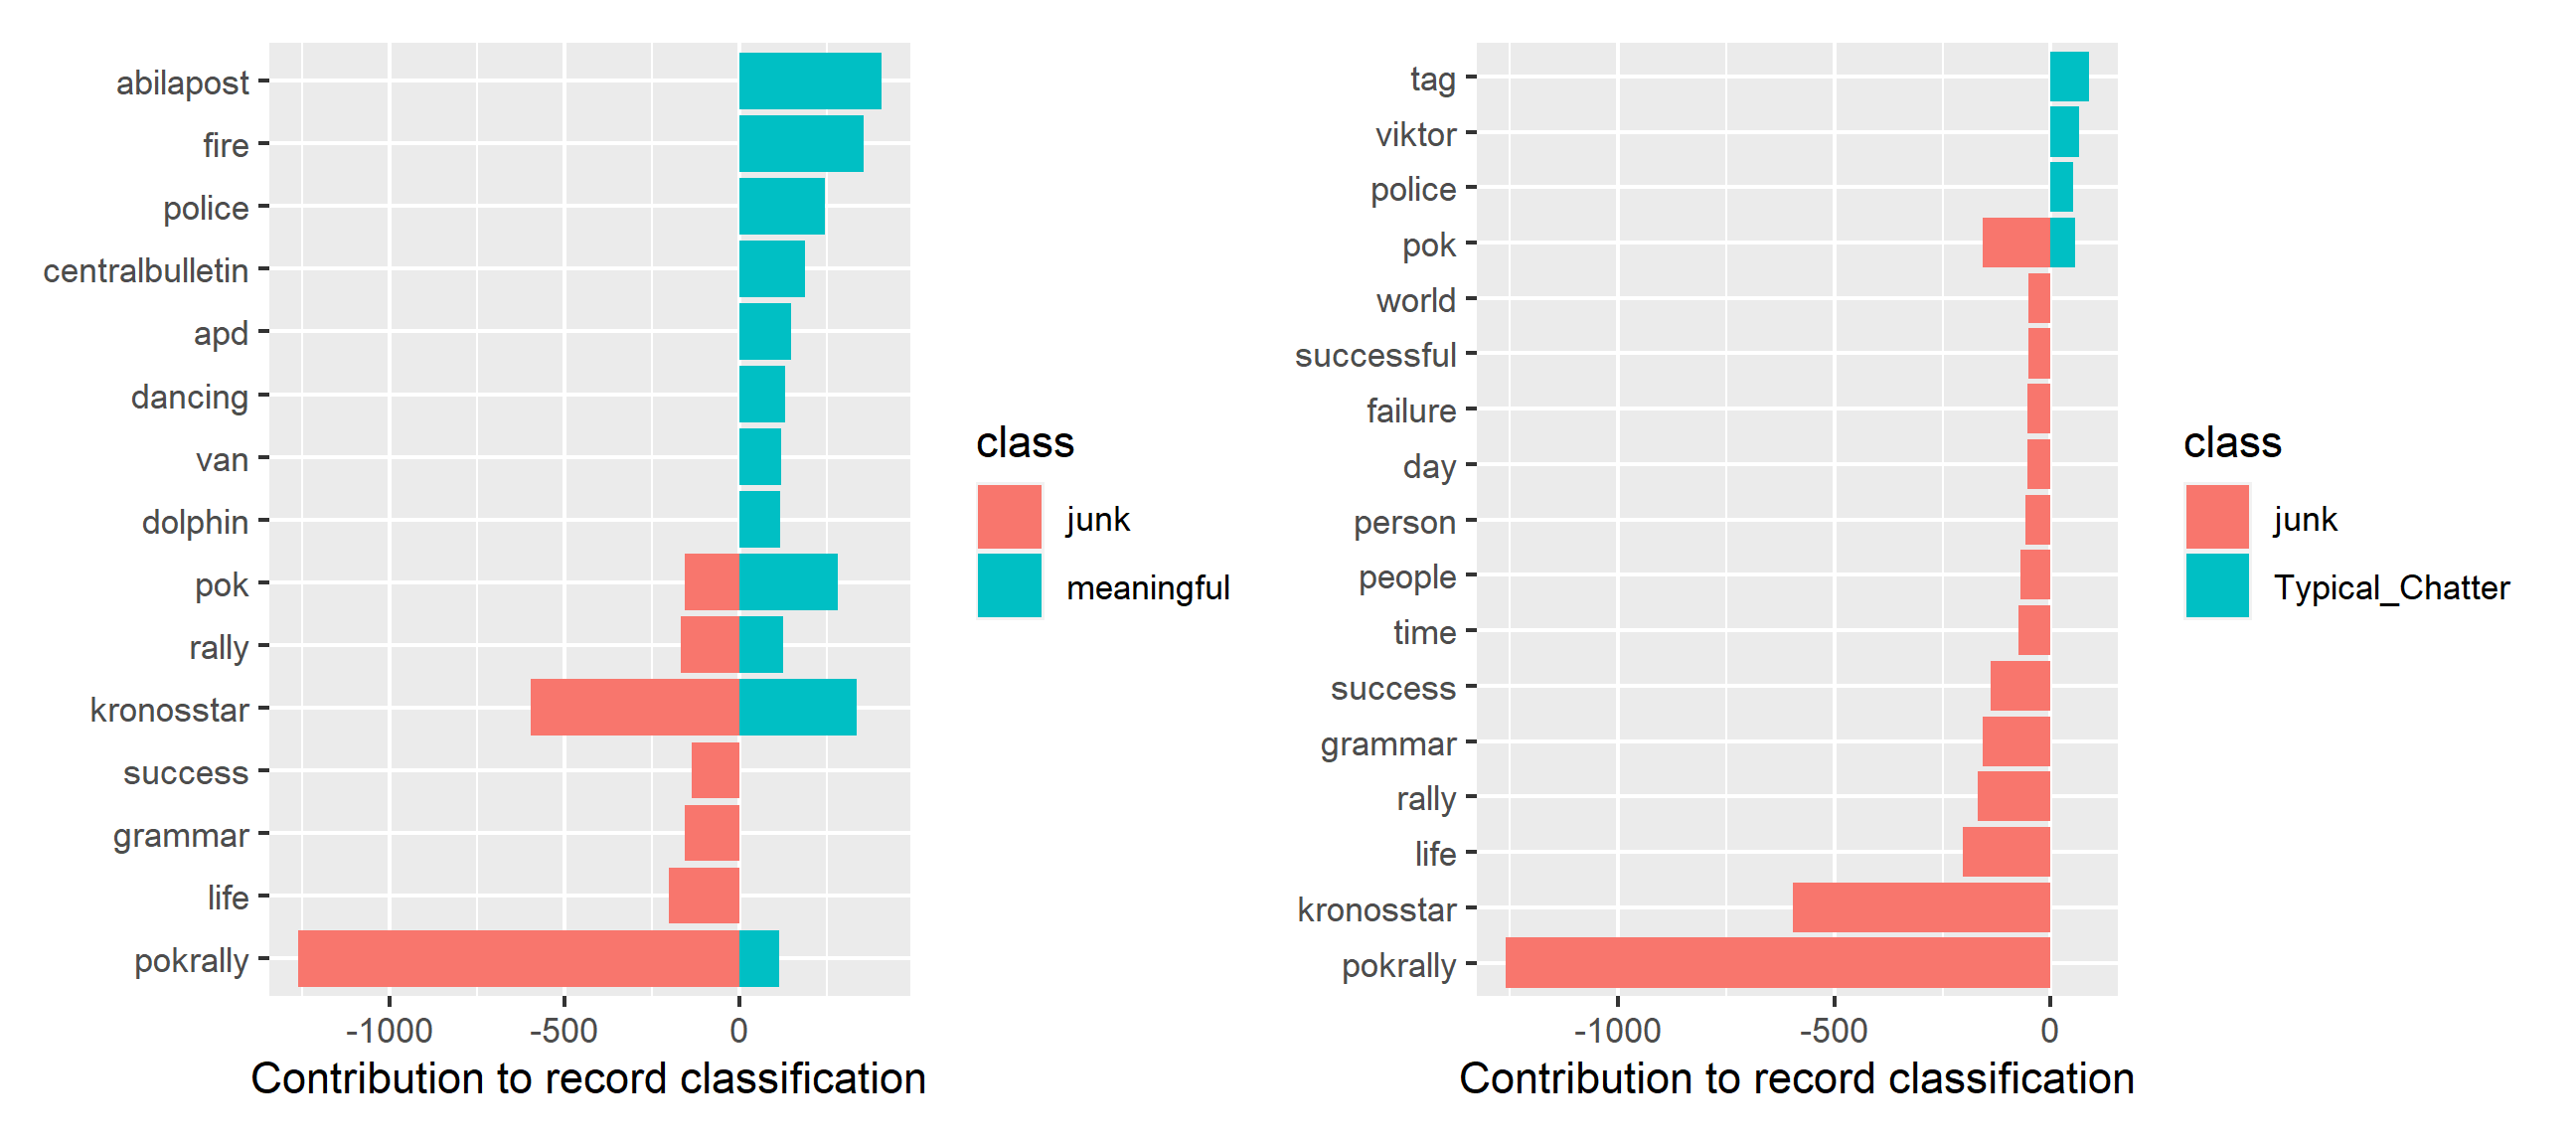 abilapost
fire
police
centralbulletin
apd
dancing
van
dolphin
pok
rally
kronosstar
success
grammar
life
pokrally
-1000 -500 0
Contribution to record classification
class
junk
meaningful
tag
viktor
police
pok
world
successful
failure
day
person
people
time
success
grammar
rally
life
kronosstar
pokrally
-1000 -500 0
Contribution to record classification
class
junk
Typical_Chatter